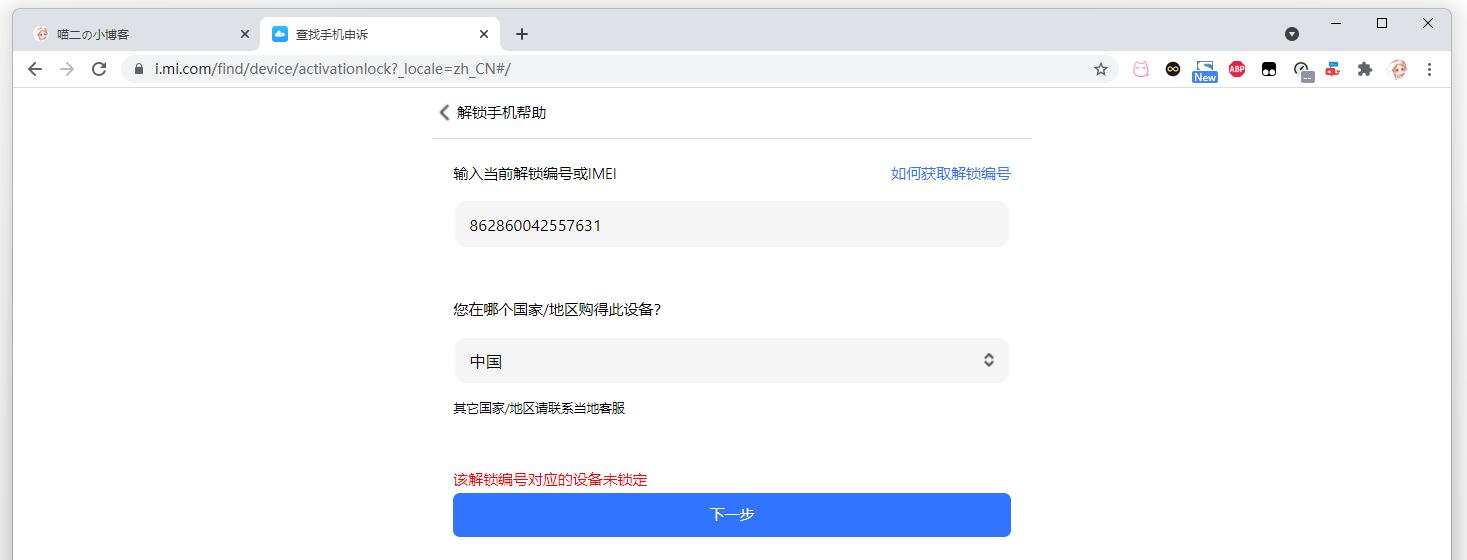 喵二の小博客
查找手机申诉
i.mi.com/find/device/activationlock?_locale=zh_CN#/
New
ABP
解锁手机帮助
输入当前解锁编号或IMEI
如何获取解锁编号
862860042557631
您在哪个国家/地区购得此设备?
中国
其它国家/地区请联系当地客服
该解锁编号对应的设备未锁定
下一步